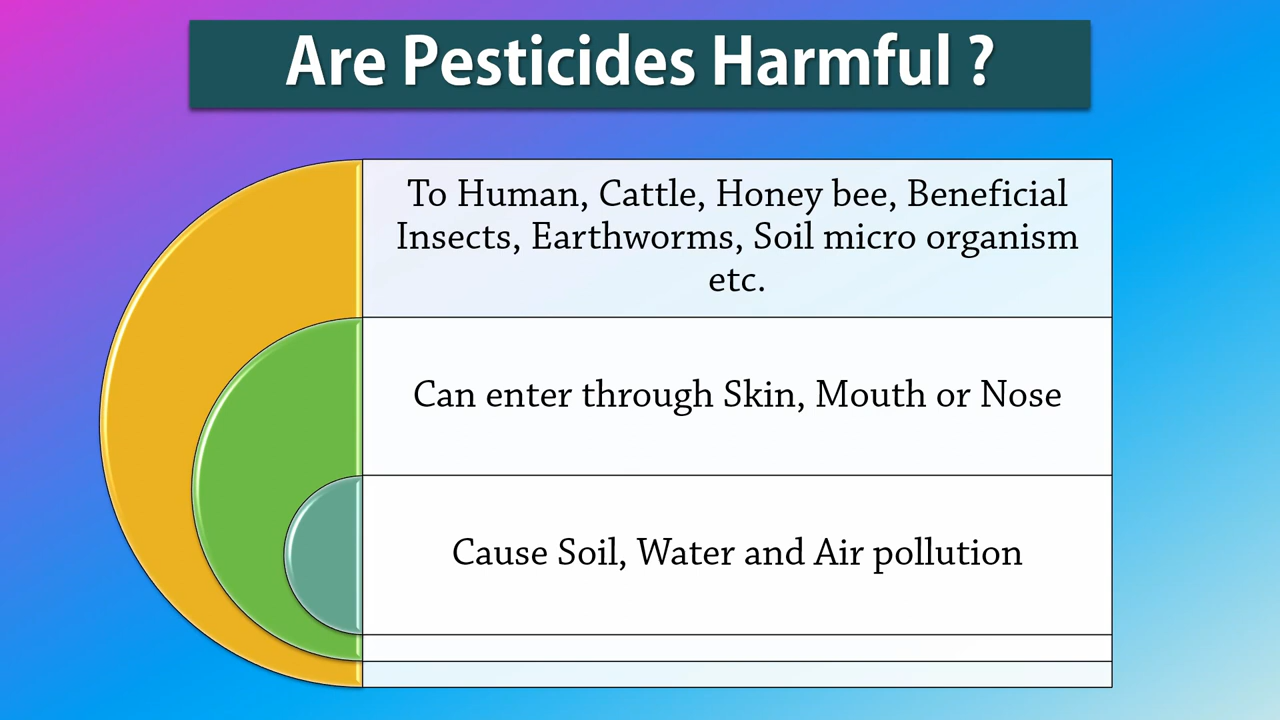 Are Pesticides Harmful ?
To Human, Cattle, Honey bee, Beneficial
Insects, Earthworms, Soil micro organism
etc.
Can enter through Skin, Mouth or Nose
Cause Soil, Water and Air pollution